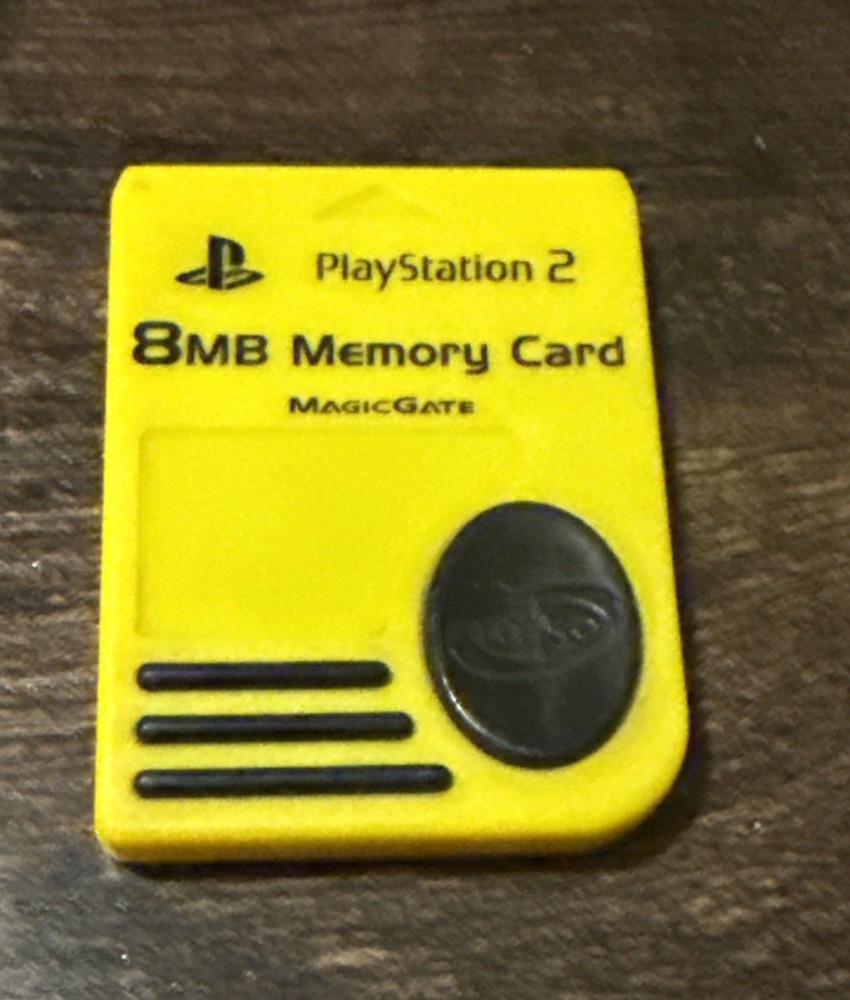 PlayStation 2
8MB Memory Card
MAGICGATE